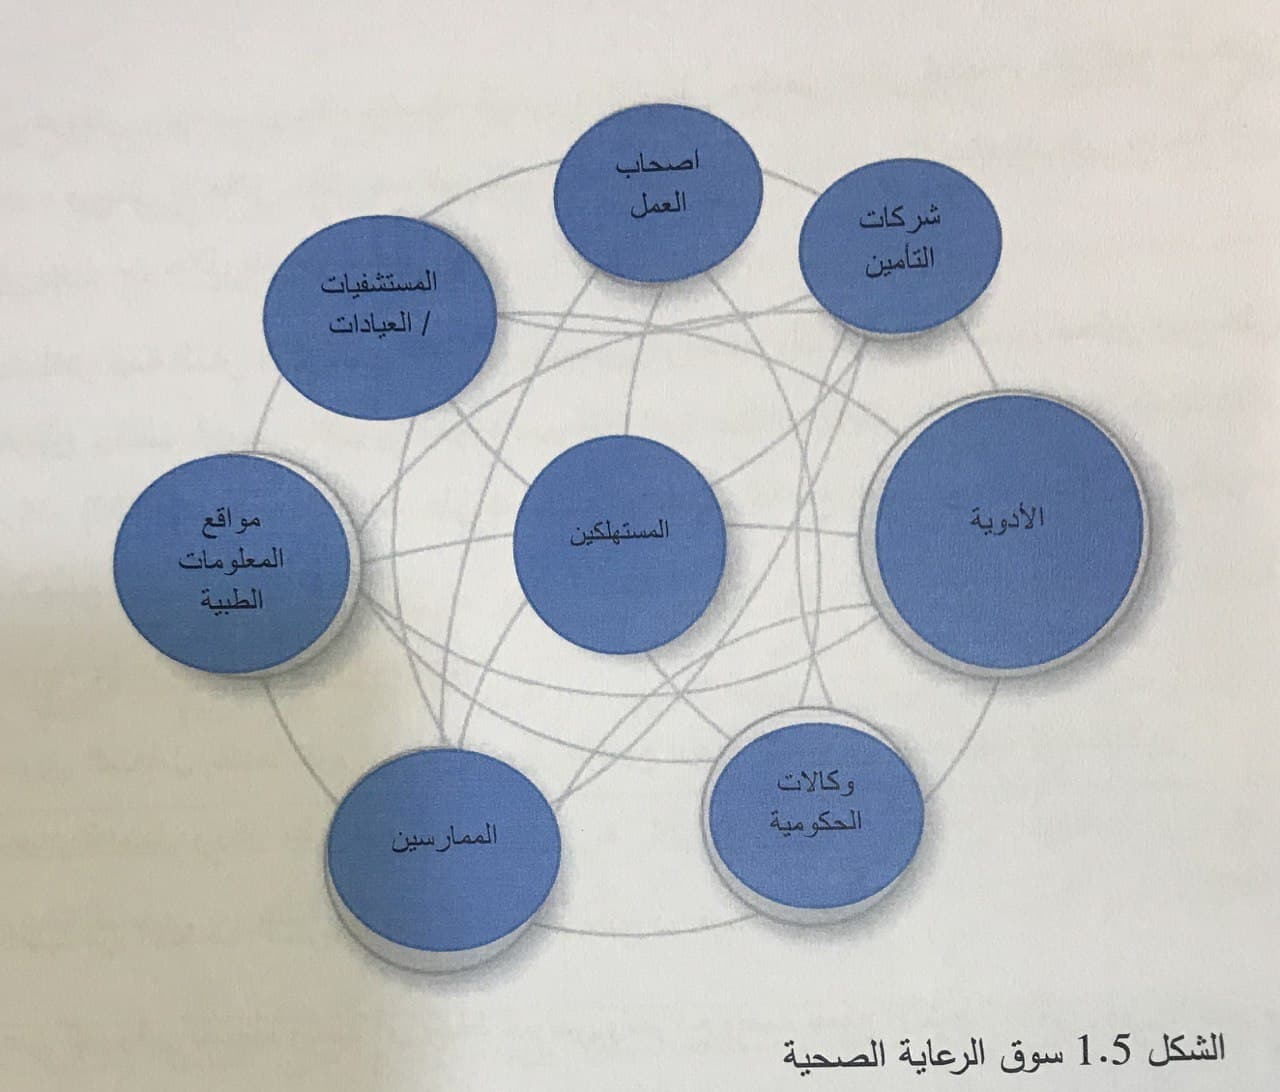 اصحاب
العمل
شركات
التأمين
المستشفيات
/ العيادات
الأدوية
المستهلكين
مواقع
المعلومات
الطبية
وكالات
الحكومية
الممارسين
الشكل 1.5 سوق الرعاية الصحية